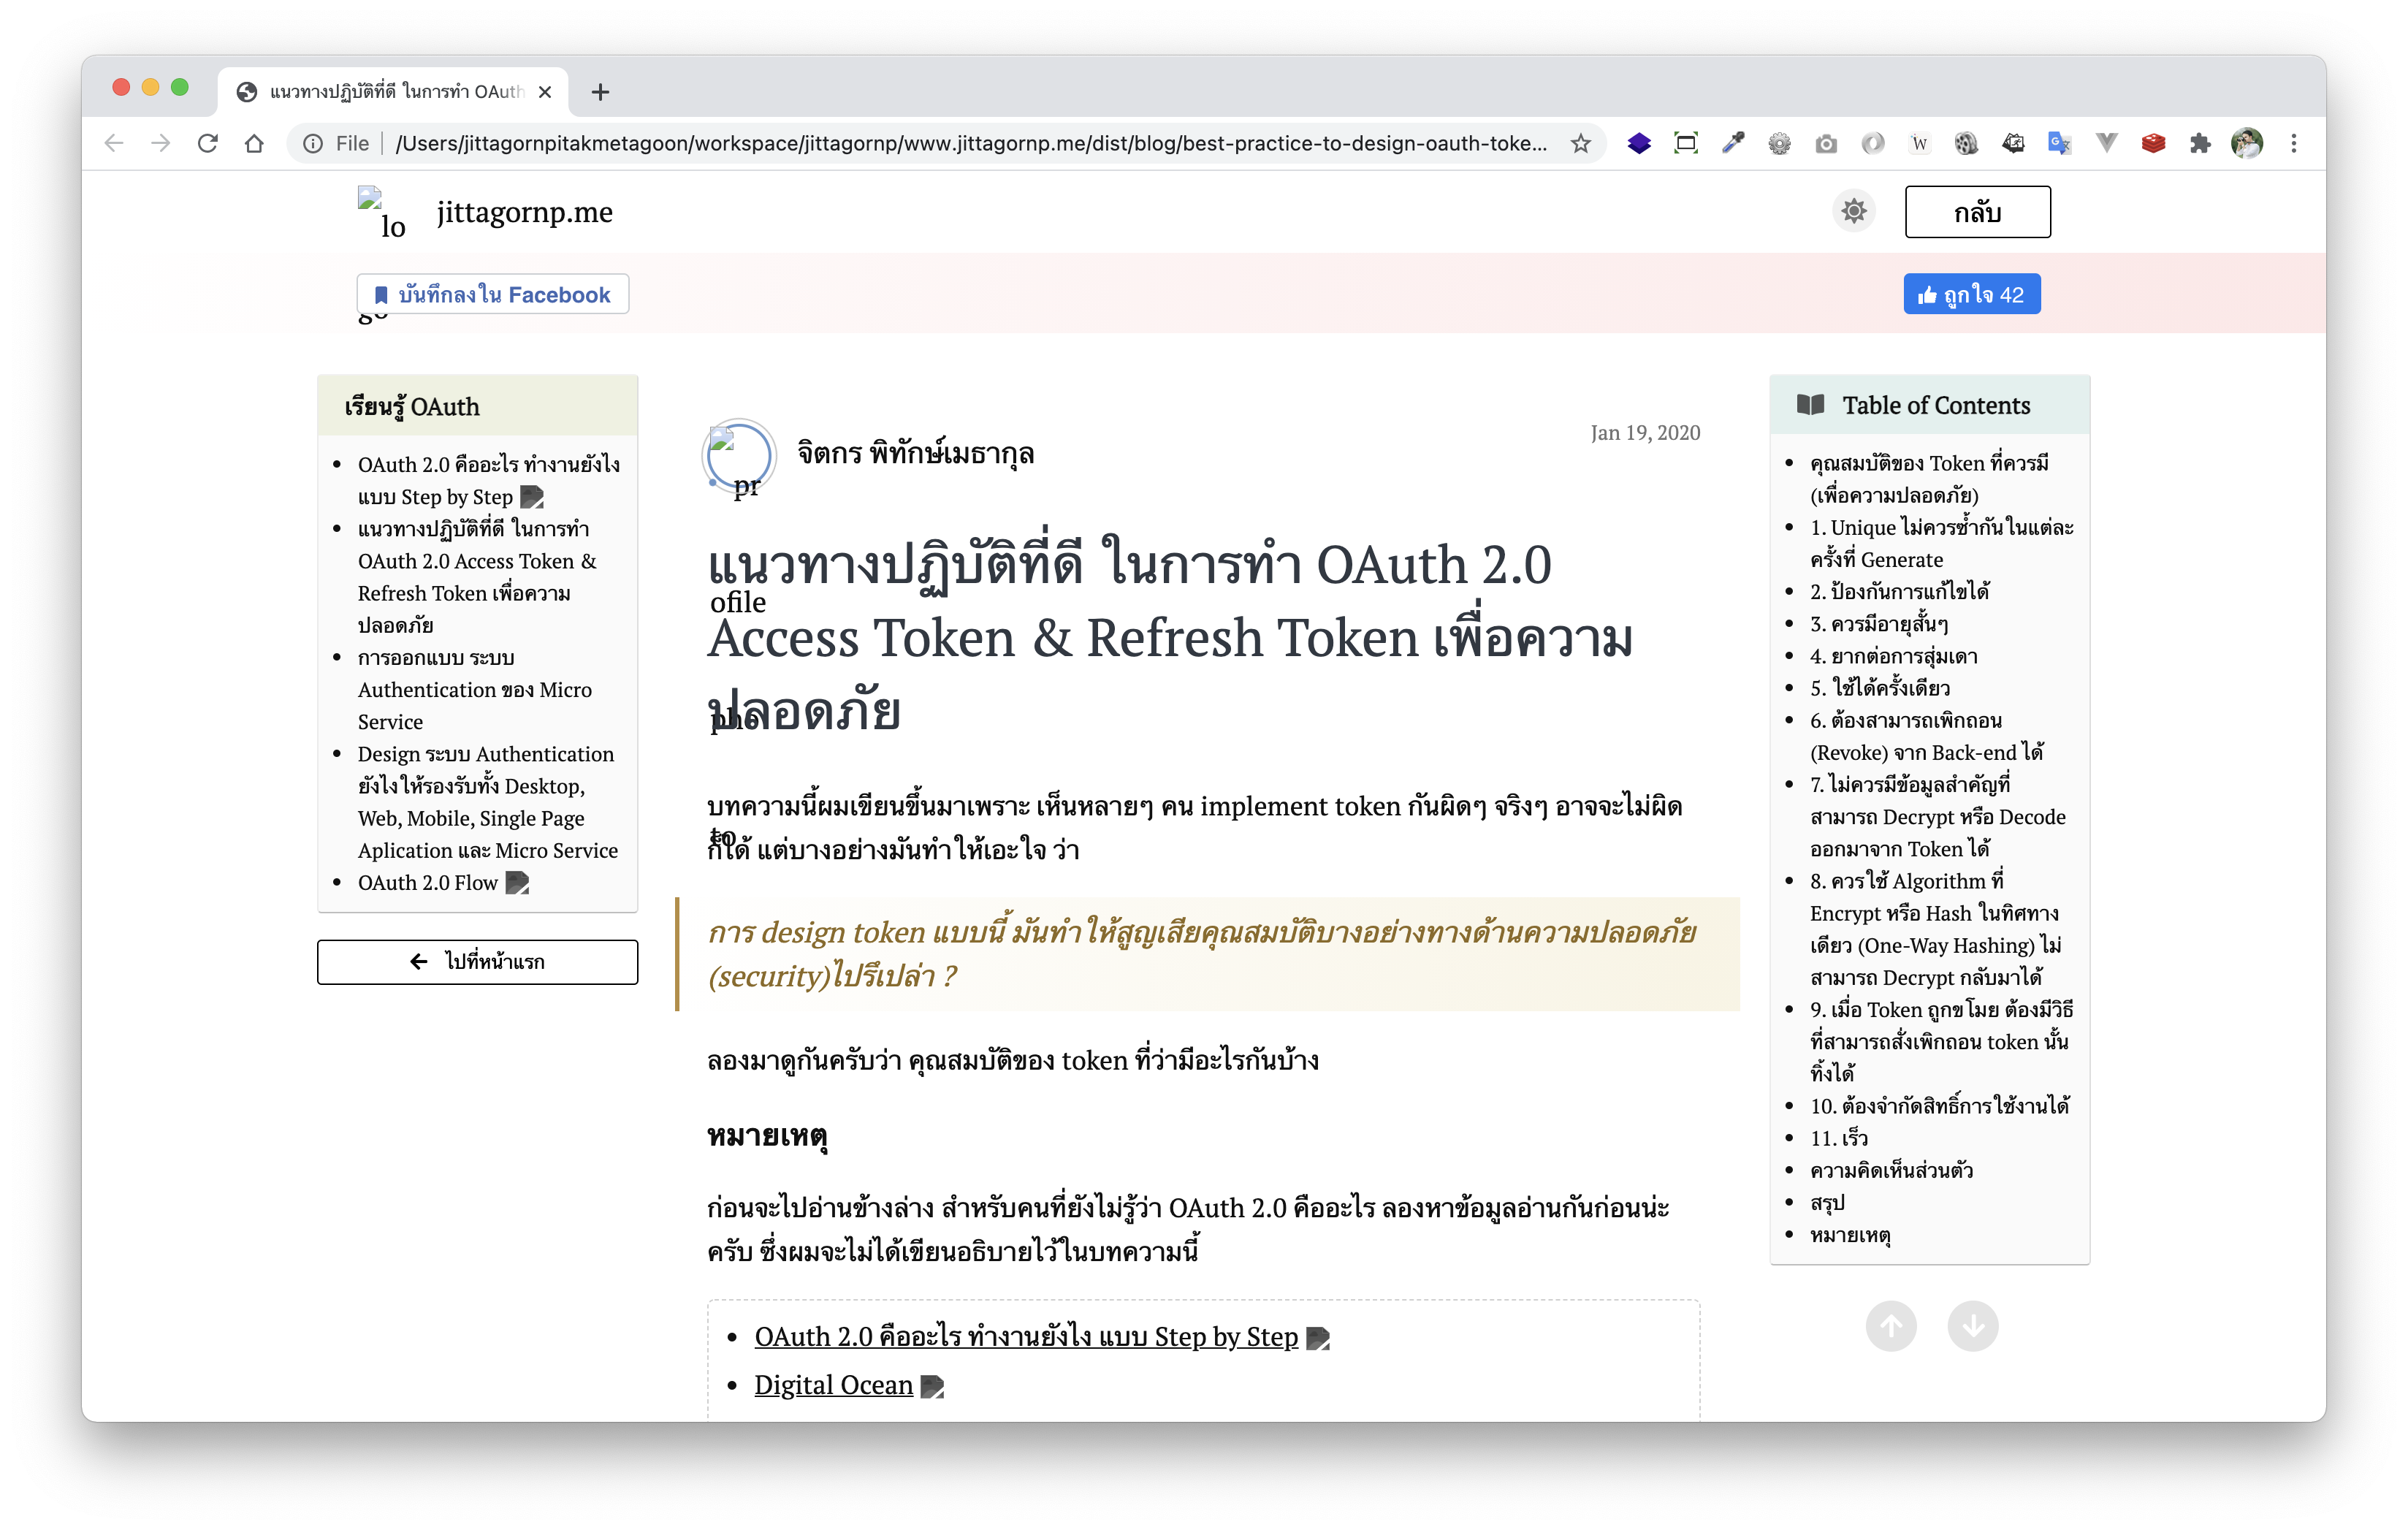 แนวทางปฏิบัติที่ดี ในการทำ OAuth
File
/Users/jittagornpitakmetagoon/workspace/jittagornp/www.jittagornp.me/dist/blog/best-practice-to-design-oauth-toke...
lo
jittagornp.me
กลับ
บันทึกลงใน Facebook
ถูกใจ 42
go
เรียนรู้ OAuth
OAuth 2.0 คืออะไร ทำงานยังไง
แบบ Step by Step
แนวทางปฏิบัติที่ดี ในการทำ
OAuth 2.0 Access Token &
Refresh Token เพื่อความ
ปลอดภัย
การออกแบบ ระบบ
Authentication ของ Micro
Service
Design ระบบ Authentication
ยังไงให้รองรับทั้ง Desktop,
Web, Mobile, Single Page
Aplication และ Micro Service
OAuth 2.0 Flow
ไปที่หน้าแรก
จิตกร พิทักษ์เมธากุล
Jan 19, 2020
pr
แนวทางปฏิบัติที่ดี ในการทำ OAuth 2.0
ofile
Access Token & Refresh Token เพื่อความ
ปลอดภัย
pho
บทความนี้ผมเขียนขึ้นมาเพราะ เห็นหลายๆ คน implement token กันผิดๆ จริงๆ อาจจะไม่ผิด
to
ก็ได้ แต่บางอย่างมันทำให้เอะใจ ว่า
การ design token แบบนี้ มันทำให้สูญเสียคุณสมบัติบางอย่างทางด้านความปลอดภัย
(security)ไปรึเปล่า ?
ลองมาดูกันครับว่า คุณสมบัติของ token ที่ว่ามีอะไรกันบ้าง
หมายเหตุ
ก่อนจะไปอ่านข้างล่าง สำหรับคนที่ยังไม่รู้ว่า OAuth 2.0 คืออะไร ลองหาข้อมูลอ่านกันก่อนน่ะ
ครับ ซึ่งผมจะไม่ได้เขียนอธิบายไว้ในบทความนี้
OAuth 2.0 คืออะไร ทำงานยังไง แบบ Step by Step
Digital Ocean
Table of Contents
คุณสมบัติของ Token ที่ควรมี
(เพื่อความปลอดภัย)
1. Unique ไม่ควรซ้ำกันในแต่ละ
ครั้งที่ Generate
2. ป้องกันการแก้ไขได้
3. ควรมีอายุสั้นๆ
4. ยากต่อการสุ่มเดา
5. ใช้ได้ครั้งเดียว
6. ต้องสามารถเพิกถอน
(Revoke) จาก Back-end ได้
7. ไม่ควรมีข้อมูลสำคัญที่
สามารถ Decrypt หรือ Decode
ออกมาจาก Token ได้
8. ควรใช้ Algorithm ที่
Encrypt หรือ Hash ในทิศทาง
เดียว (One-Way Hashing) ไม่
สามารถ Decrypt กลับมาได้
9. เมื่อ Token ถูกขโมย ต้องมีวิธี
ที่สามารถสั่งเพิกถอน token นั้น
ทิ้งได้
10. ต้องจำกัดสิทธิ์การใช้งานได้
11. เร็ว
ความคิดเห็นส่วนตัว
สรุป
หมายเหตุ